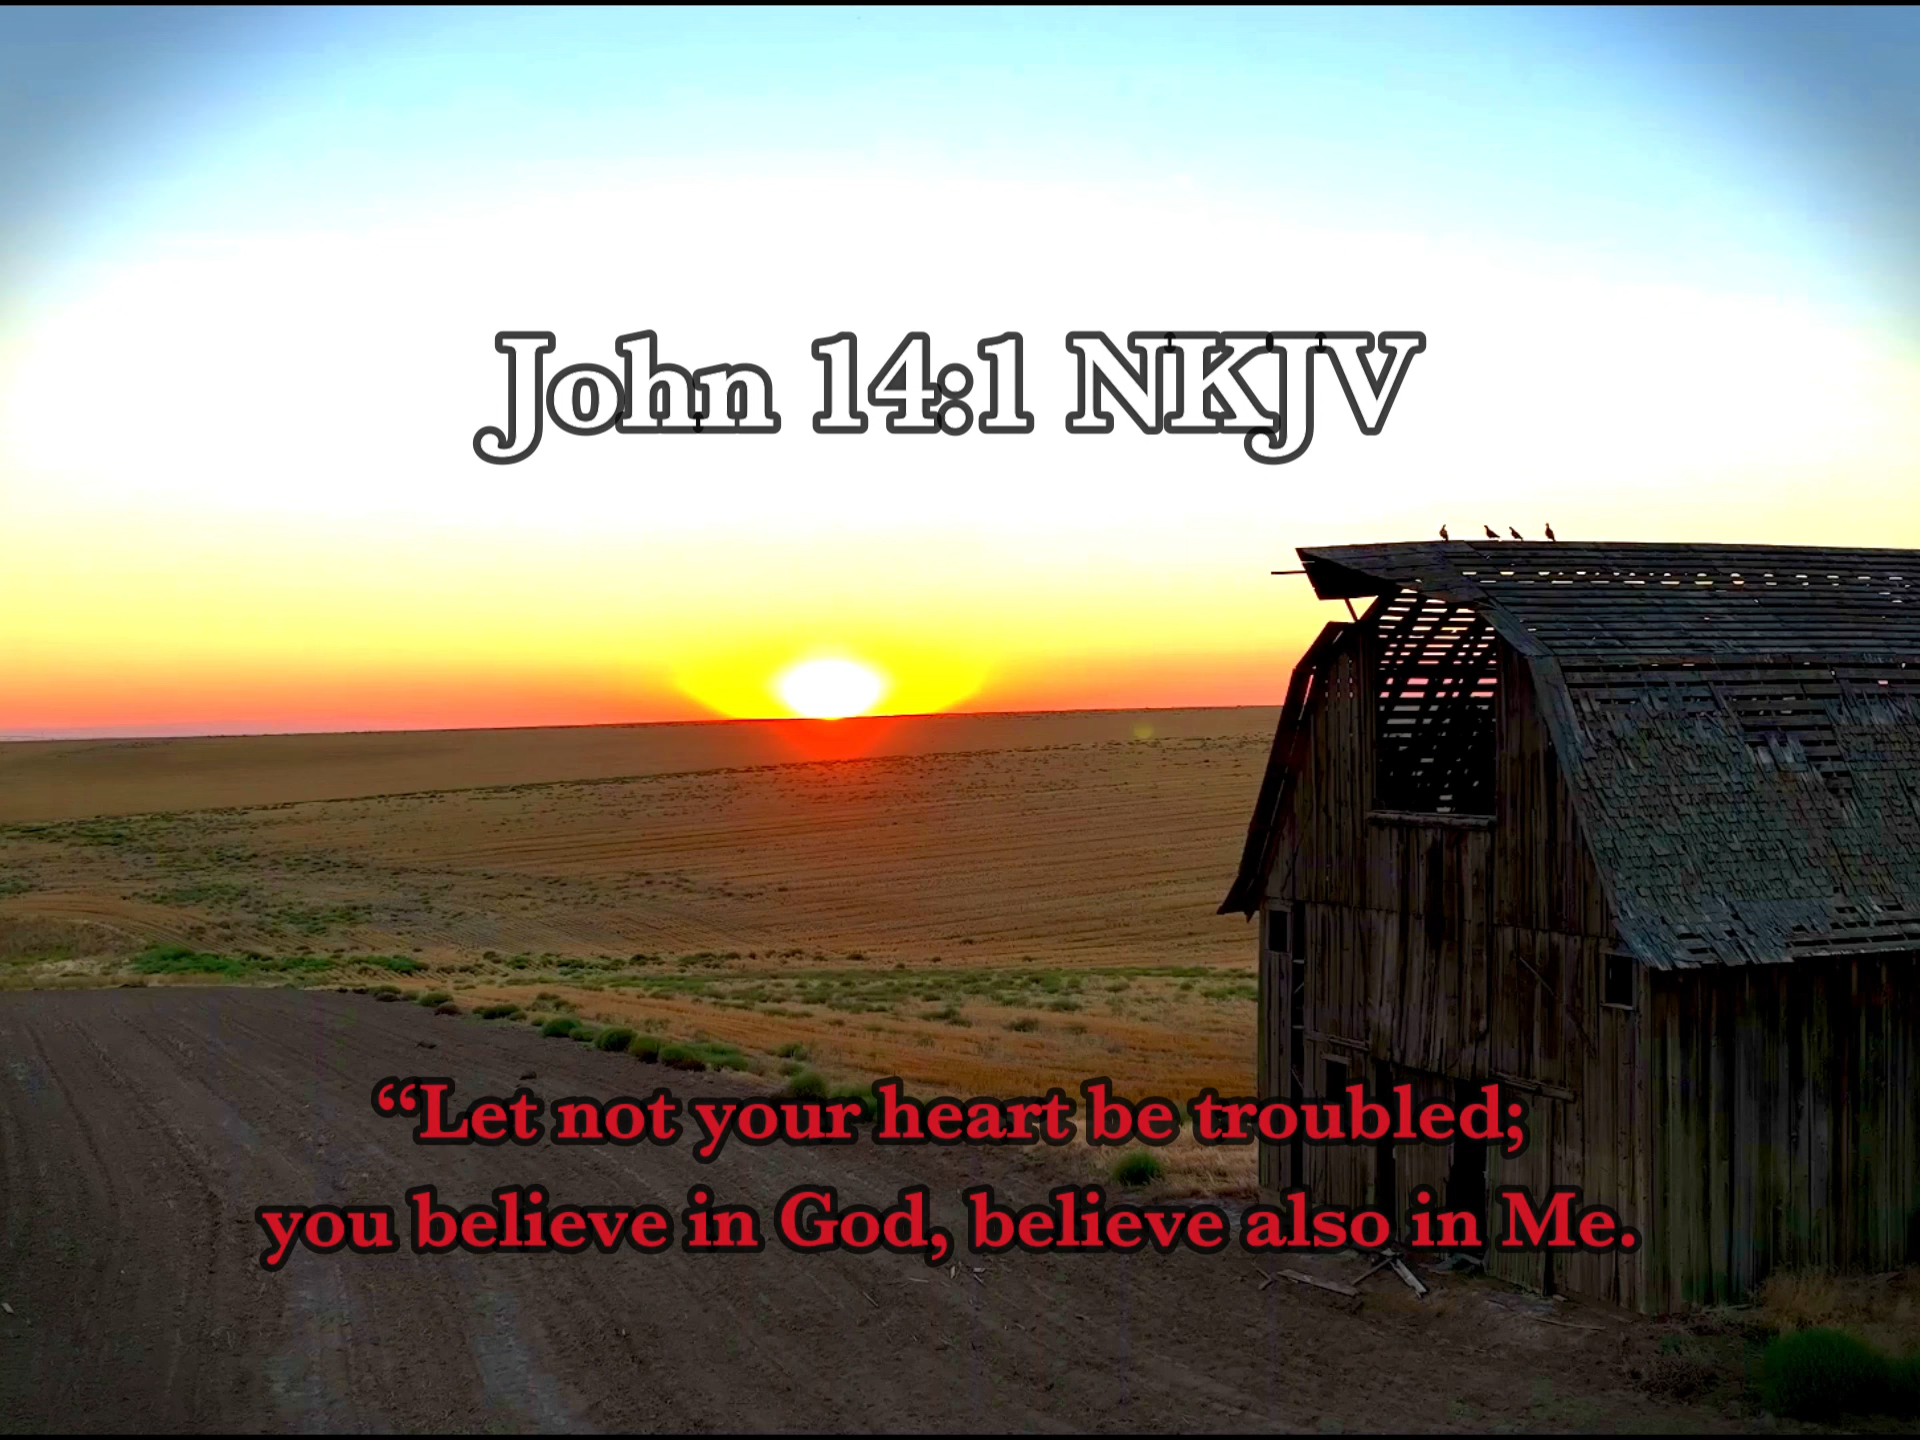 John 14:1 NKJV
“Let not your heart be troubled;
you believe in God, believe also in Me.